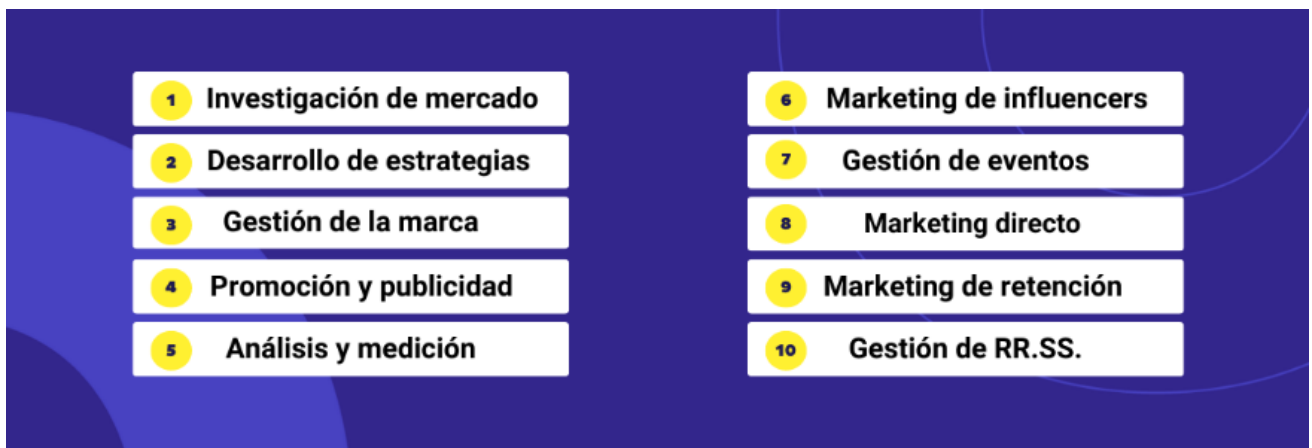 1 Investigación de mercado
2 Desarrollo de estrategias
3 Gestión de la marca
4 Promoción y publicidad
5 Análisis y medición
6 Marketing de influencers
7 Gestión de eventos
8 Marketing directo
9 Marketing de retención
10 Gestión de RR.SS.